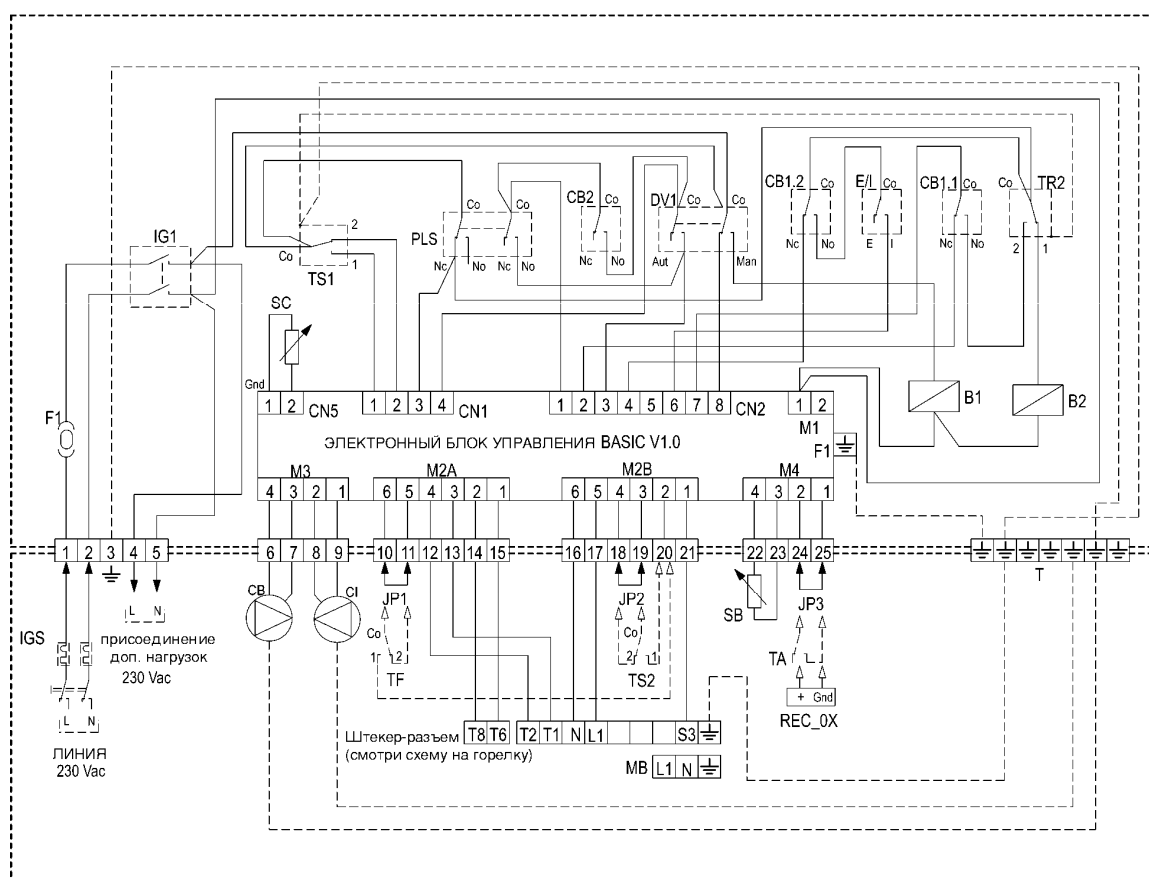 Co Co Co Co Co
CB1.2 Co E/I Co CB1.1 Co Co TR2
CB2 DV1
PLS
IG1
2
Co
1
TS1
Nc No Nc No Nc No Aut Man Nc No E I Nc No 2 1
SC
Gnd
1 2 CN5 1 2 3 4 CN1 1 2 3 4 5 6 7 8 CN2 1 2
M1
B1 B2
F1
ЭЛЕКТРОННЫЙ БЛОК УПРАВЛЕНИЯ BASIC V1.0
F1
M3 M2A M2B M4
4 3 2 1 6 5 4 3 2 1 6 5 4 3 2 1 4 3 2 1
1 2 3 4 5 6 7 8 9 10 11 12 13 14 15 16 17 18 19 20 21 22 23 24 25
T
CB CI JP1 JP2 SB JP3
L N
Co Co
IGS
присоединение
доп. нагрузок
230 Vac
1 2 2 1
TF TS2 TA
+ Gnd
REC_0X
L N
ЛИНИЯ
230 Vac
Штекер-разъем T8 T6 T2 T1 N L1 S3
(смотри схему на горелку)
MB L1 N